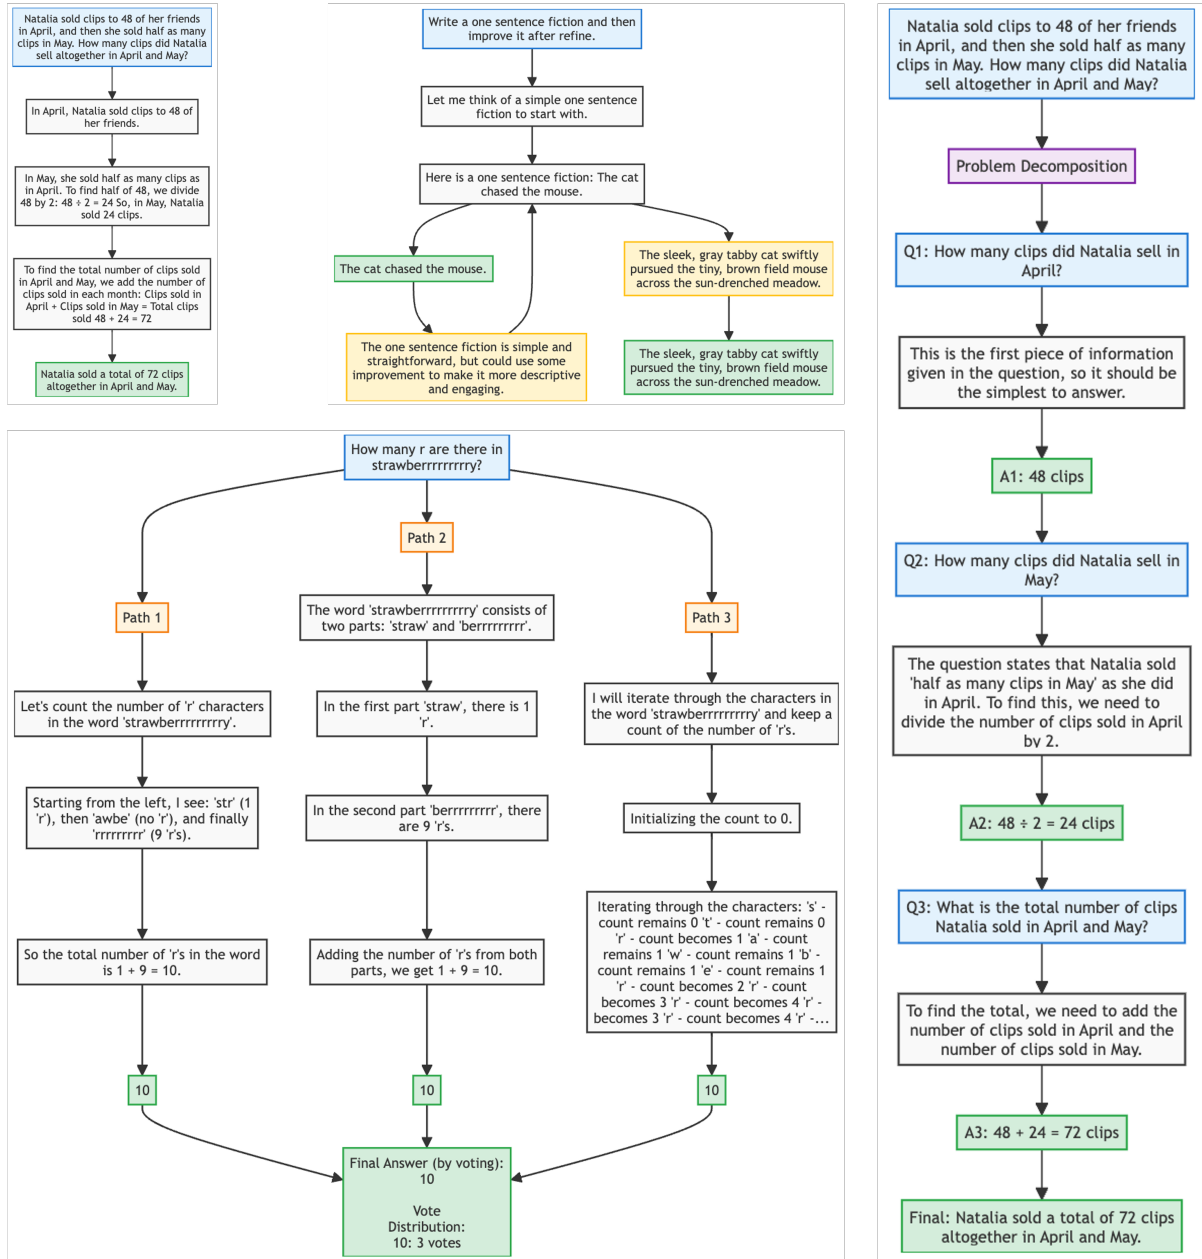 Natalia sold clips to 48 of her friends
in April, and then she sold half as many
clips in May. How many clips did Natalia
sell altogether in April and May?
In April, Natalia sold clips to 48 of
her friends.
In May, she sold half as many clips as
in April. To find half of 48, we divide
48 by 2: 48 ÷ 2 = 24 So, in May, Natalia
sold 24 clips.
To find the total number of clips sold
in April and May, we add the number of
clips sold in each month: Clips sold in
April + Clips sold in May = Total clips
sold 48 + 24 = 72
Natalia sold a total of 72 clips
altogether in April and May.
Write a one sentence fiction and then
improve it after refine.
Let me think of a simple one sentence
fiction to start with.
Here is a one sentence fiction: The cat
chased the mouse.
The cat chased the mouse.
The one sentence fiction is simple and
straightforward, but could use some
improvement to make it more descriptive
and engaging.
The sleek, gray tabby cat swiftly
pursued the tiny, brown field mouse
across the sun-drenched meadow.
The sleek, gray tabby cat swiftly
pursued the tiny, brown field mouse
across the sun-drenched meadow.
How many r are there in
strawberrrrrrrrry?
Path 1
Let's count the number of 'r' characters
in the word 'strawberrrrrrrrry'.
Starting from the left, I see: 'str' (1
'r'), then 'awbe' (no 'r'), and finally
'rrrrrrrrr' (9 'r's).
So the total number of 'r's in the word
is 1 + 9 = 10.
10
Path 2
The word 'strawberrrrrrrrry' consists of
two parts: 'straw' and 'berrrrrrrrr'.
In the first part 'straw', there is 1
'r'.
In the second part 'berrrrrrrrr', there
are 9 'r's.
Adding the number of 'r's from both
parts, we get 1 + 9 = 10.
10
Path 3
I will iterate through the characters in
the word 'strawberrrrrrrrry' and keep a
count of the number of 'r's.
Initializing the count to 0.
Iterating through the characters: 's' -
count remains 0 't' - count remains 0
'r' - count becomes 1 'a' - count
remains 1 'w' - count remains 1 'b' -
count remains 1 'e' - count remains 1
'r' - count becomes 2 'r' - count
becomes 3 'r' - count becomes 4 'r' -
becomes 3 'r' - count becomes 4 'r' -...
10
Final Answer (by voting):
10
Vote
Distribution:
10: 3 votes
Natalia sold clips to 48 of her friends
in April, and then she sold half as many
clips in May. How many clips did Natalia
sell altogether in April and May?
Problem Decomposition
Q1: How many clips did Natalia sell in
April?
This is the first piece of information
given in the question, so it should be
the simplest to answer.
A1: 48 clips
Q2: How many clips did Natalia sell in
May?
The question states that Natalia sold
'half as many clips in May' as she did
in April. To find this, we need to
divide the number of clips sold in April
by 2.
A2: 48 ÷ 2 = 24 clips
Q3: What is the total number of clips
Natalia sold in April and May?
To find the total, we need to add the
number of clips sold in April and the
number of clips sold in May.
A3: 48 + 24 = 72 clips
Final: Natalia sold a total of 72 clips
altogether in April and May.